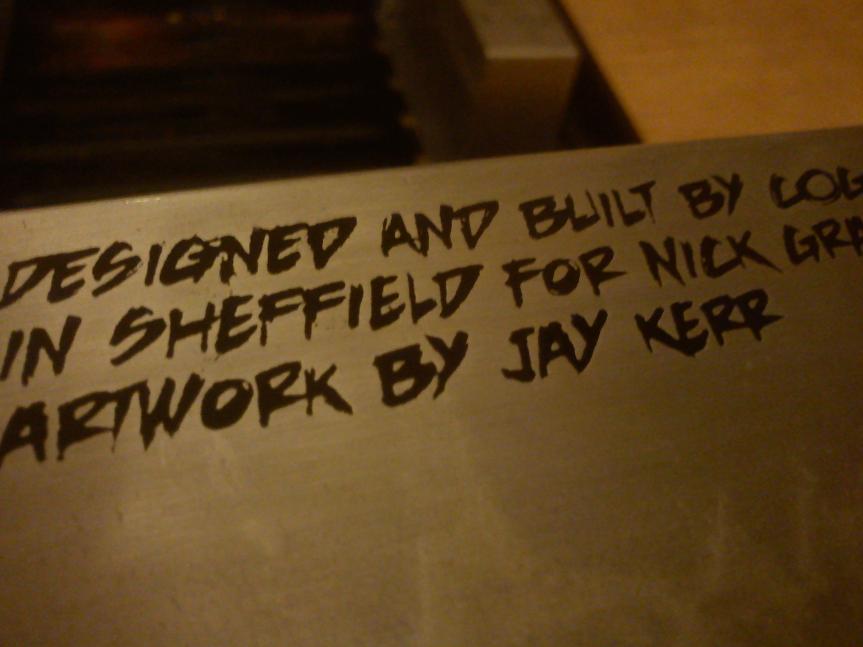 DESIGNED AND BUILT BY
IN SHEFFIELD FOR NICK
ARTWORK BY JAY KERR